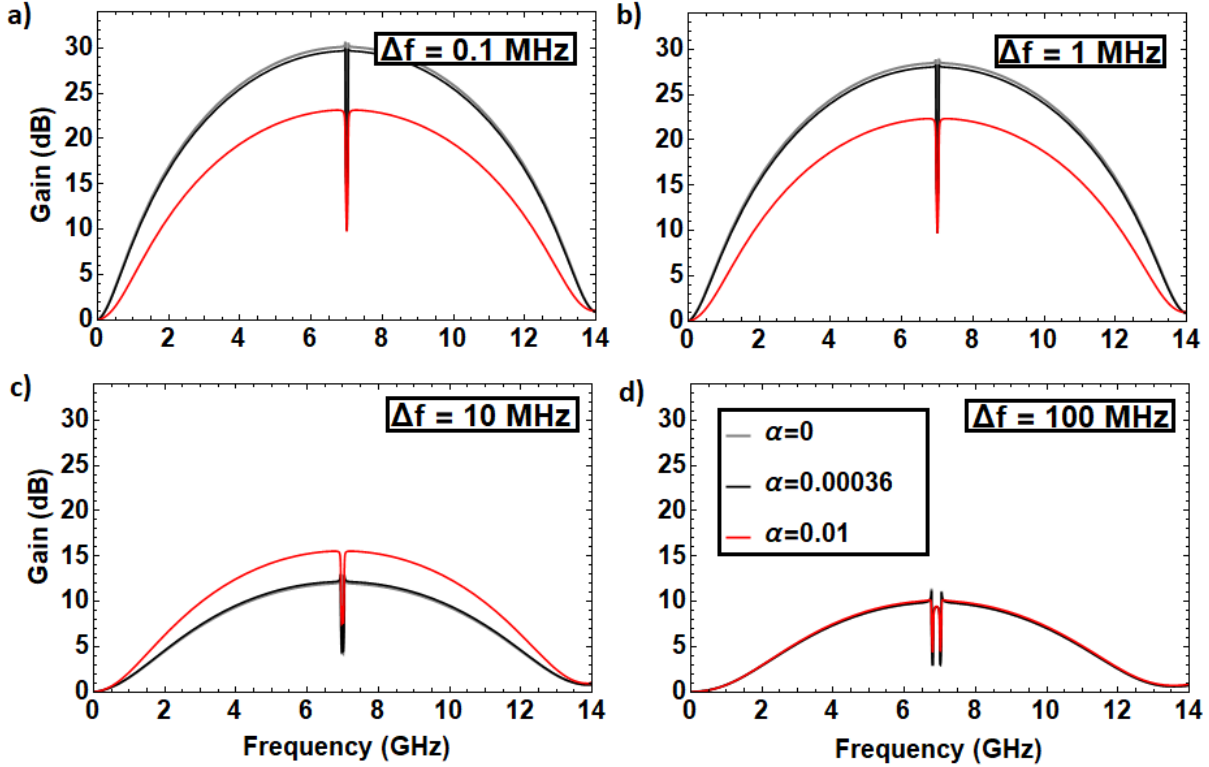 a)
Δf = 0.1 MHz
Gain (dB)
30
25
20
15
10
5
0
0 2 4 6 8 10 12 14
b)
Δf = 1 MHz
30
25
20
15
10
5
0
0 2 4 6 8 10 12 14
c)
Δf = 10 MHz
Gain (dB)
30
25
20
15
10
5
0
0 2 4 6 8 10 12 14
Frequency (GHz)
d)
Δf = 100 MHz
α=0
α=0.00036
α=0.01
30
25
20
15
10
5
0
0 2 4 6 8 10 12 14
Frequency (GHz)